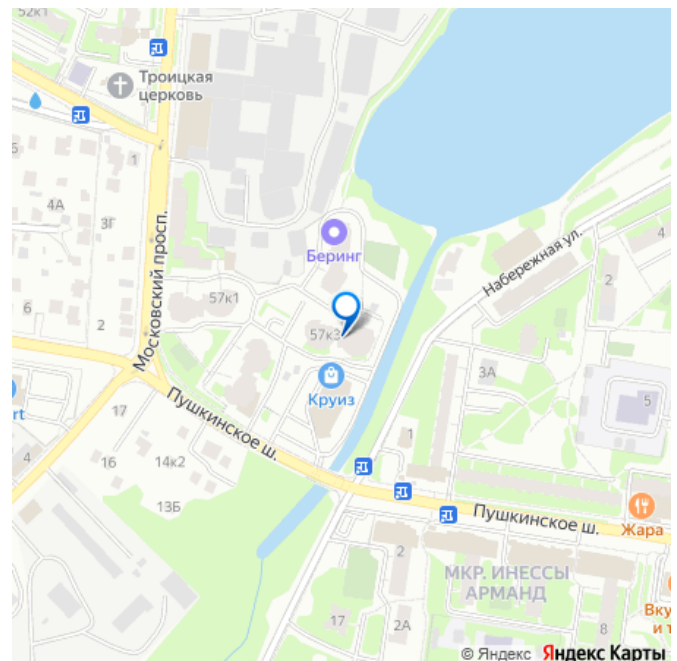 52к1
Троицкая
церковь
1
4А
3Г
Московский просп.
Беринг
Набережная ул.
4
2
6
2
57к1
57к3
3А
5
Круиз
rt
17
Пушкинское ш.
4
16
14к2
13Б
1
Пушкинское ш.
Жара
2
МКР. ИНЕССЫ
АРМАНД
Вку
и т
17
2А
8
© Яндекс Яндекс Карты